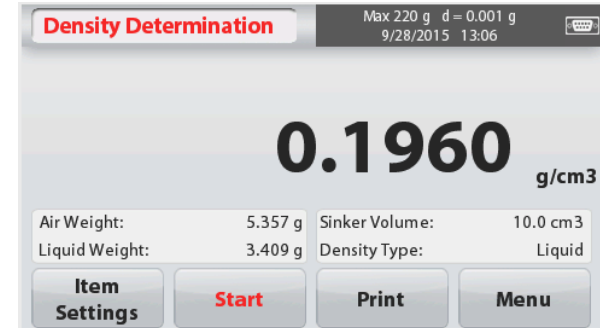 Density Determination
Max 220 g d = 0.001 g
9/28/2015 13:06
0.1960 g/cm3
Air Weight: 5.357 g Sinker Volume: 10.0 cm3
Liquid Weight: 3.409 g Density Type: Liquid
Item Settings
Start
Print
Menu